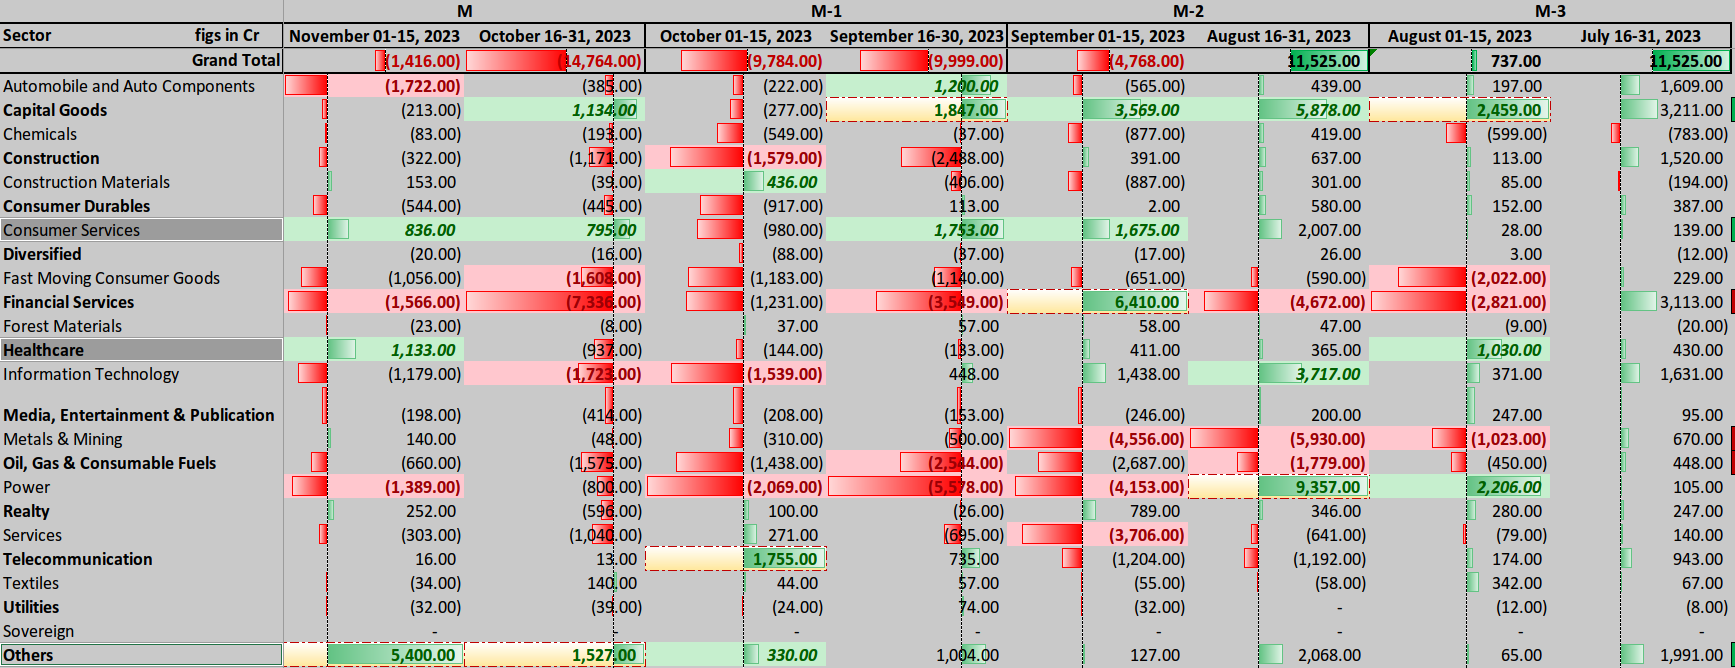 M M-1 M-2 M-3
Sector figs in Cr November 01-15, 2023 October 16-31, 2023 October 01-15, 2023 September 16-30, 2023 September 01-15, 2023 August 16-31, 2023 August 01-15, 2023 July 16-31, 2023
Grand Total (1,416.00) (14,764.00) (9,784.00) (9,999.00) (4,768.00) 11,525.00 737.00 11,525.00
Automobile and Auto Components (1,722.00) (385.00) (222.00) 1,200.00 (565.00) 439.00 197.00 1,609.00
Capital Goods (213.00) 1,134.00 (277.00) 1,847.00 3,569.00 5,878.00 2,459.00 3,211.00
Chemicals (83.00) (193.00) (549.00) (37.00) (877.00) 419.00 (599.00) (783.00)
Construction (322.00) (1,171.00) (1,579.00) (2,488.00) 391.00 637.00 113.00 1,520.00
Construction Materials 153.00 (39.00) 436.00 (406.00) (887.00) 301.00 85.00 (194.00)
Consumer Durables (544.00) (445.00) (917.00) 113.00 2.00 580.00 152.00 387.00
Consumer Services 836.00 795.00 (980.00) 1,753.00 1,675.00 2,007.00 28.00 139.00
Diversified (20.00) (16.00) (88.00) (37.00) (17.00) 26.00 3.00 (12.00)
Fast Moving Consumer Goods (1,056.00) (1,608.00) (1,183.00) (1,140.00) (651.00) (590.00) (2,022.00) 229.00
Financial Services (1,566.00) (7,336.00) (1,231.00) (3,549.00) 6,410.00 (4,672.00) (2,821.00) 3,113.00
Forest Materials (23.00) (8.00) 37.00 57.00 58.00 47.00 (9.00) (20.00)
Healthcare 1,133.00 (937.00) (144.00) (133.00) 411.00 365.00 1,030.00 430.00
Information Technology (1,179.00) (1,723.00) (1,539.00) 448.00 1,438.00 3,717.00 371.00 1,631.00
Media, Entertainment & Publication (198.00) (414.00) (208.00) (153.00) (246.00) 200.00 247.00 95.00
Metals & Mining 140.00 (48.00) (310.00) (500.00) (4,556.00) (5,930.00) (1,023.00) 670.00
Oil, Gas & Consumable Fuels (660.00) (1,575.00) (1,438.00) (2,544.00) (2,687.00) (1,779.00) (450.00) 448.00
Power (1,389.00) (800.00) (2,069.00) (5,578.00) (4,153.00) 9,357.00 2,206.00 105.00
Realty 252.00 (596.00) 100.00 (26.00) 789.00 346.00 280.00 247.00
Services (303.00) (1,040.00) 271.00 (695.00) (3,706.00) (641.00) (79.00) 140.00
Telecommunication 16.00 13.00 1,755.00 735.00 (1,204.00) (1,192.00) 174.00 943.00
Textiles (34.00) 140.00 44.00 57.00 (55.00) (58.00) 342.00 67.00
Utilities (32.00) (39.00) (24.00) 74.00 (32.00) - (12.00) (8.00)
Sovereign - - - - - - - -
Others 5,400.00 1,527.00 330.00 1,004.00 127.00 2,068.00 65.00 1,991.00